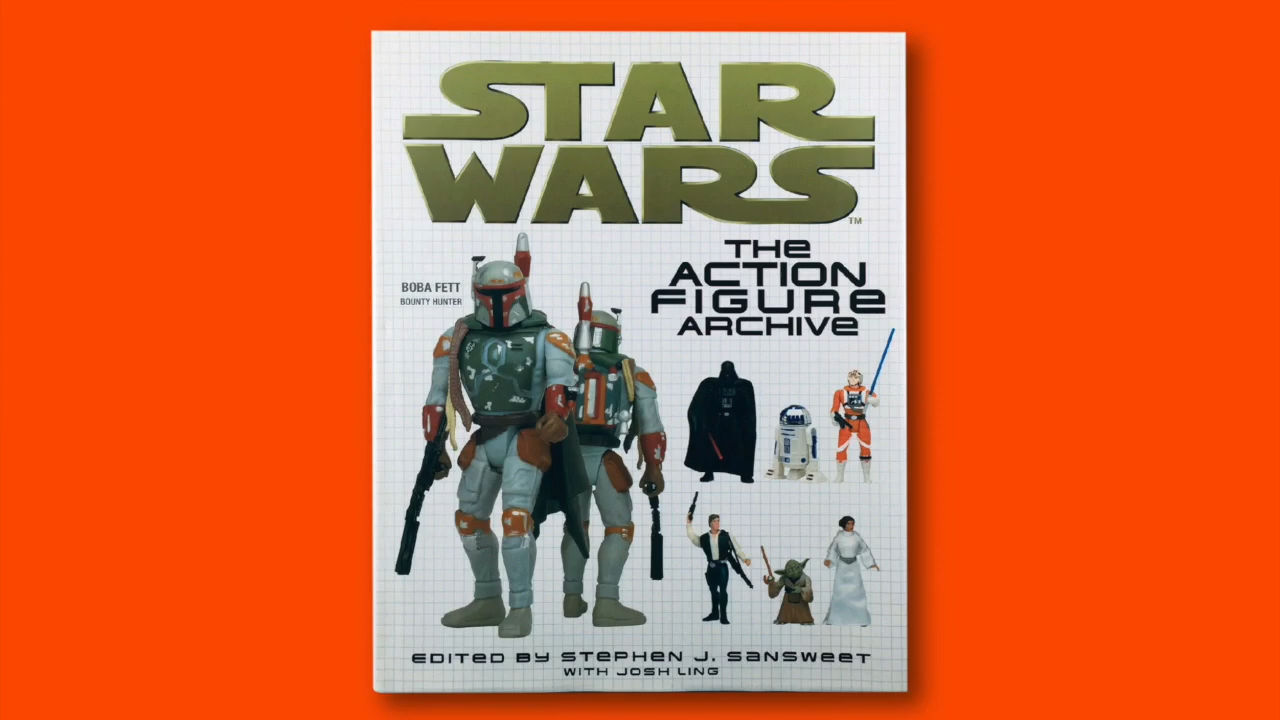 STAR
WARS
TM
THE
ACTION
FIGURE
ARCHIVE
BOBA FETT
BOUNTY HUNTER
EDITED BY STEPHEN J. SANSWEET
WITH JOSH LING